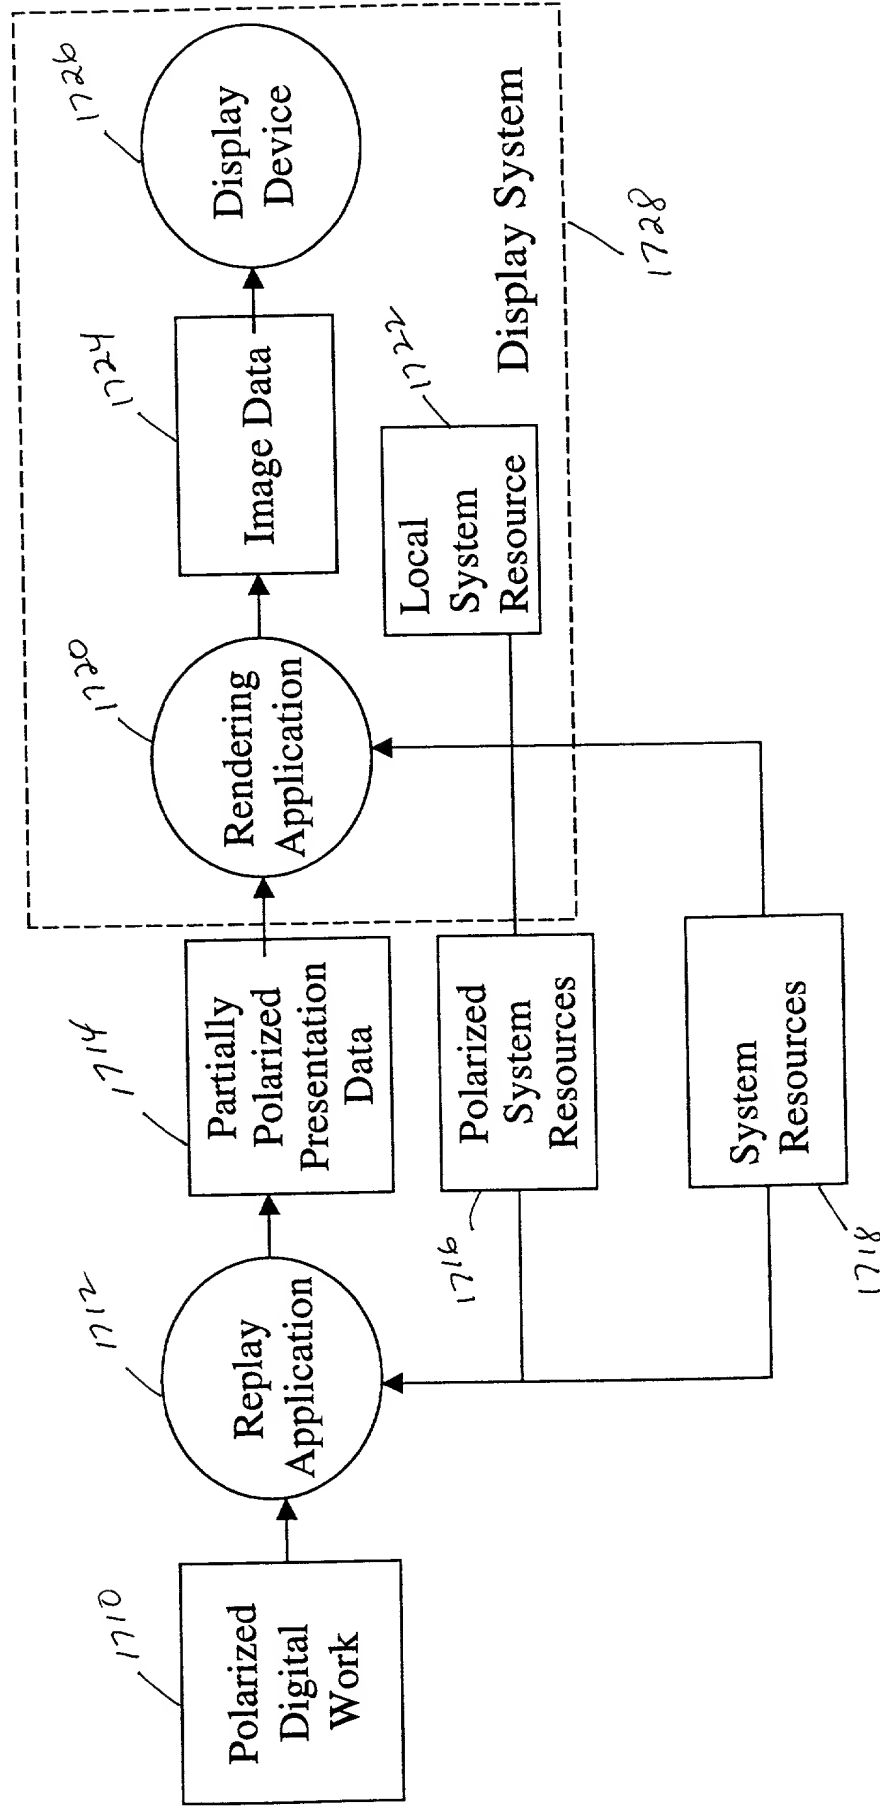 1710
Polarized
Digital
Work
1712
Replay
Application
1714
Partially
Polarized
Presentation
Data
1716
Polarized
System
Resources
1718
System
Resources
1720
Rendering
Application
1722
Local
System
Resource
1724
Image Data
1726
Display
Device
Display System
1728